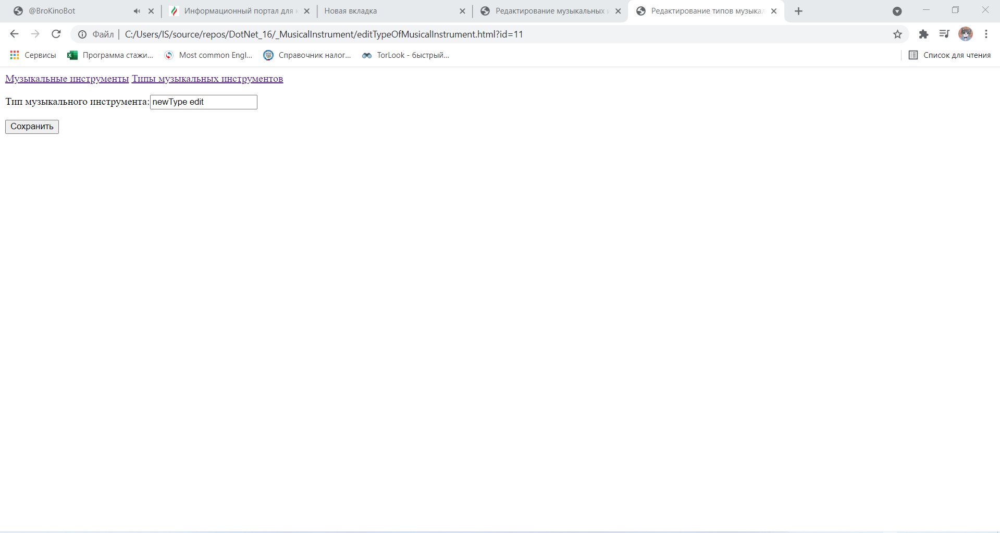 @BroKinoBot
Информационный портал для
Новая вкладка
Редактирование музыкальных
Редактирование типов музыка
Файл | C:/Users/IS/source/repos/DotNet_16/_MusicalInstrument/editTypeOfMusicalInstrument.html?id=11
Сервисы Программа стажи... Most common Engl... Справочник налог... TorLook - быстрый... Список для чтения
Музыкальные инструменты Типы музыкальных инструментов
Тип музыкального инструмента: newType edit
Сохранить